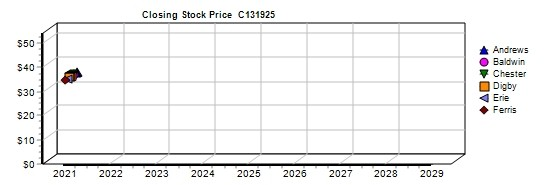 Closing Stock Price C131925
$50
$40
$30
$20
$10
$0
2021 2022 2023 2024 2025 2026 2027 2028 2029
Andrews
Baldwin
Chester
Digby
Erie
Ferris